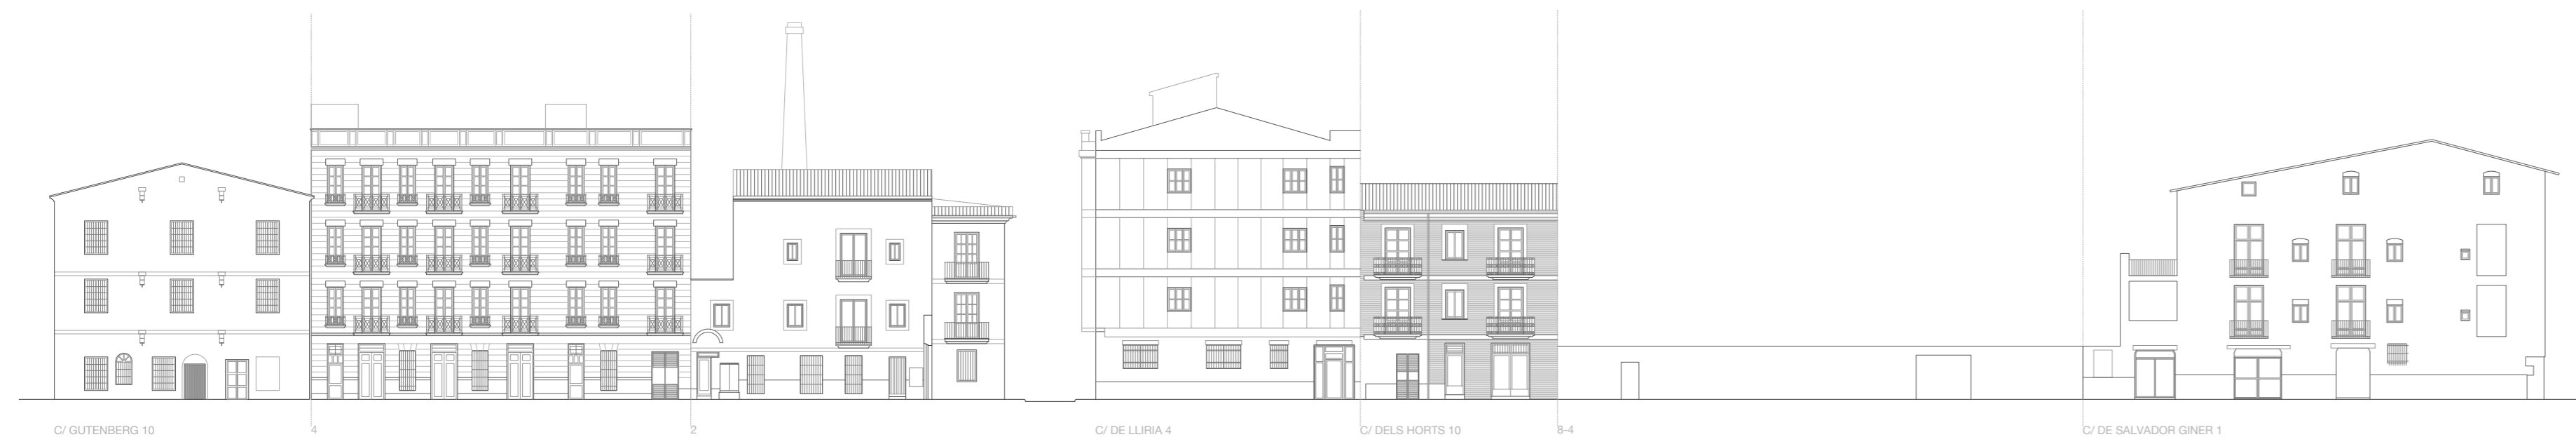 C/ GUTENBERG 10
4
2
C/ DE LLIRIA 4
C/ DELS HORTS 10
8-4
C/ DE SALVADOR GINER 1